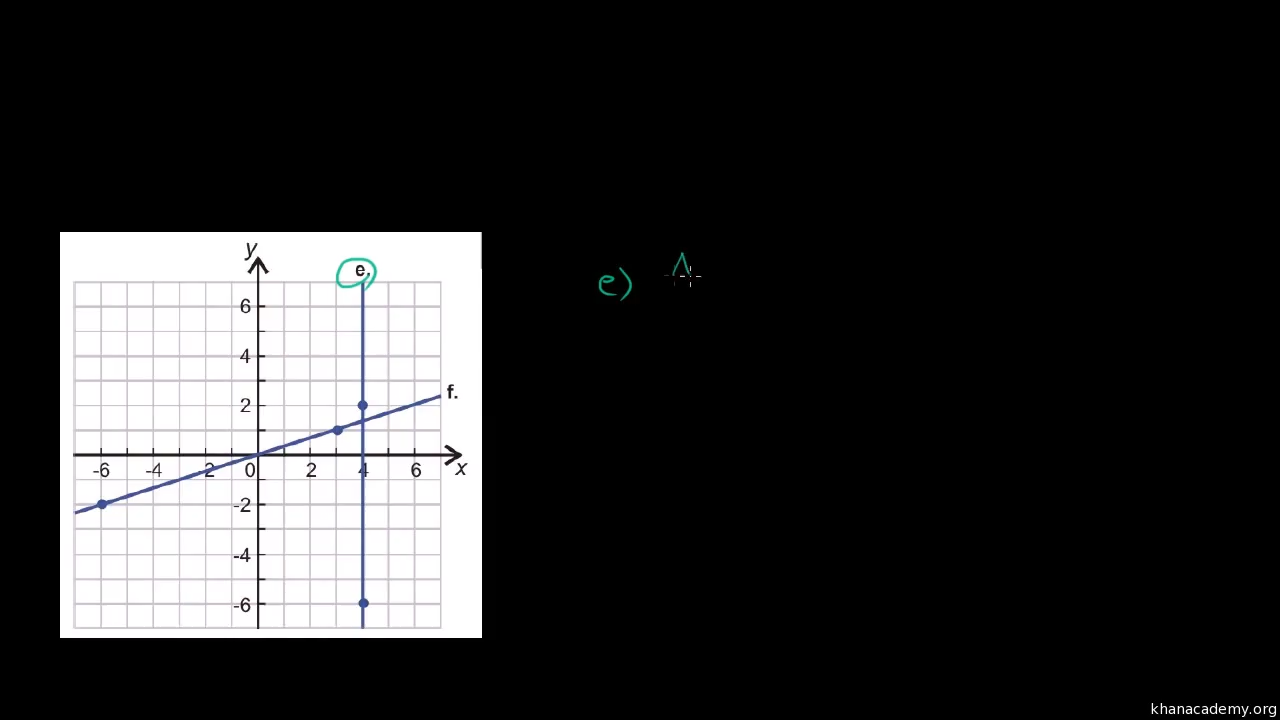 y
e.
e)
6
4
f.
2
-6 -4 -2 0 2 4 6 x
-2
-4
-6
khanacademy.org